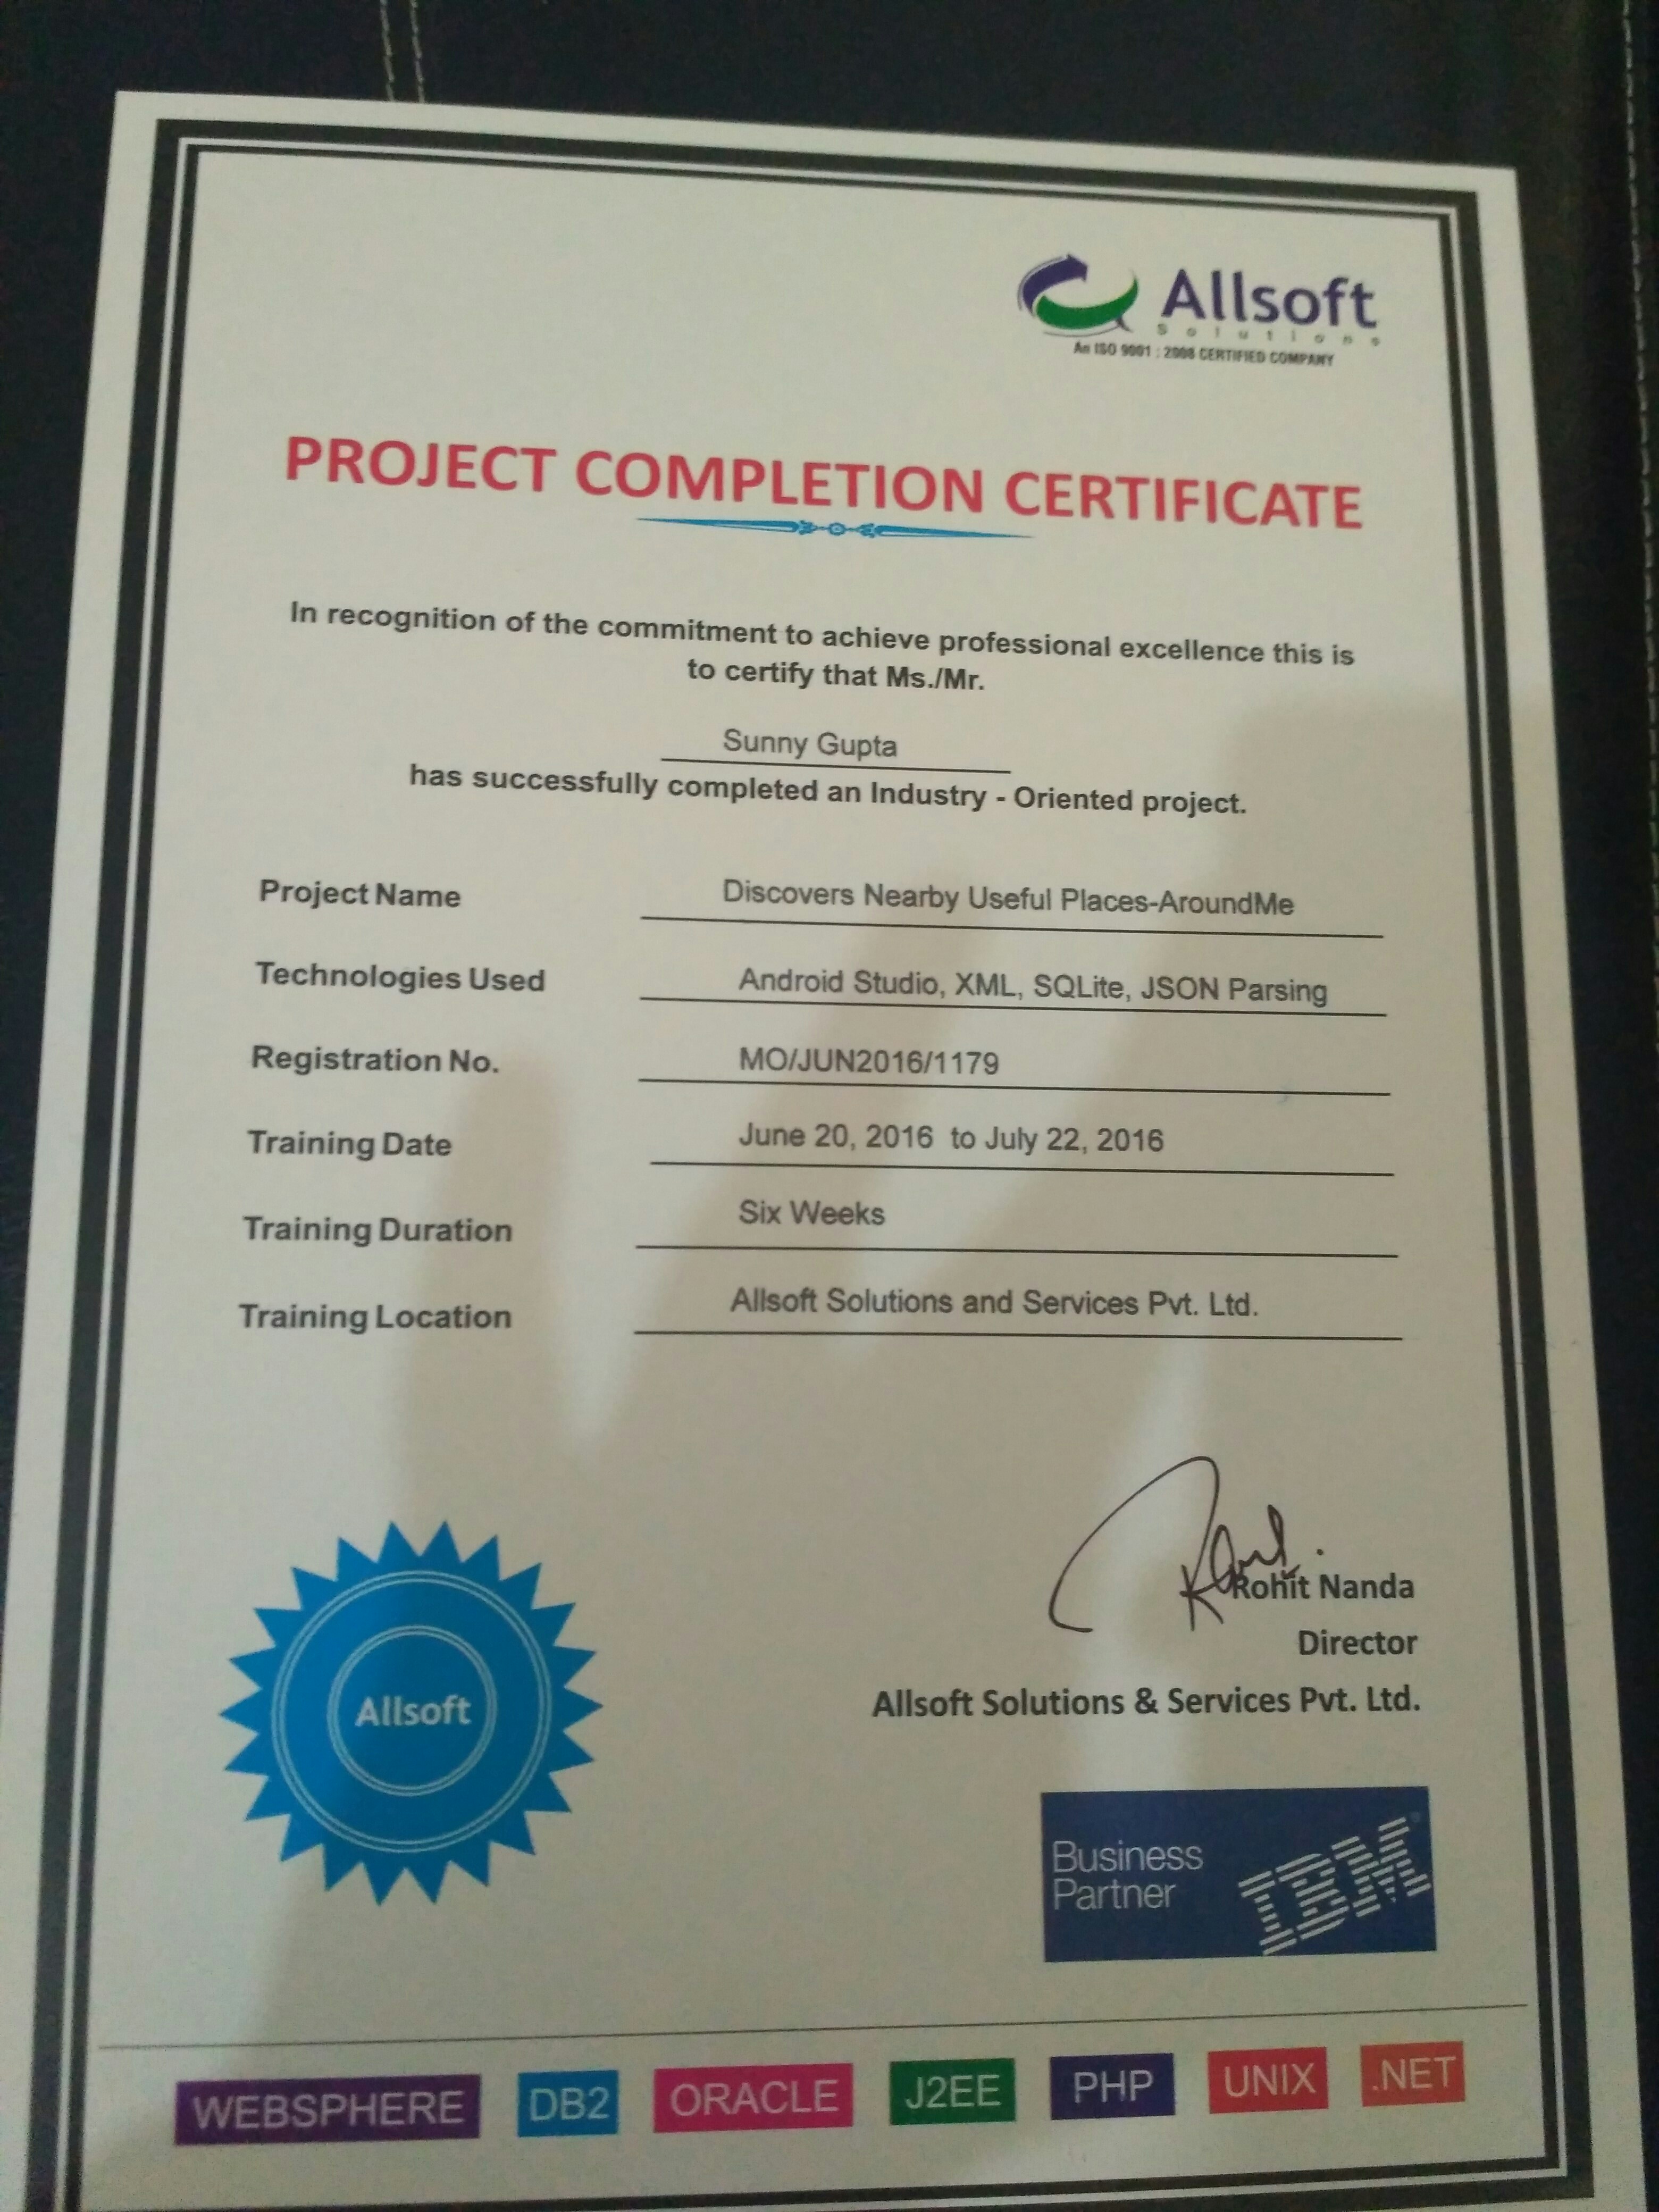 Allsoft
Solutions
An ISO 9001 : 2008 CERTIFIED COMPANY
PROJECT COMPLETION CERTIFICATE
In recognition of the commitment to achieve professional excellence this is
to certify that Ms./Mr.
Sunny Gupta
has successfully completed an Industry - Oriented project.
Project Name Discovers Nearby Useful Places-AroundMe
Technologies Used Android Studio, XML, SQLite, JSON Parsing
Registration No. MO/JUN2016/1179
Training Date June 20, 2016 to July 22, 2016
Training Duration Six Weeks
Training Location Allsoft Solutions and Services Pvt. Ltd.
Rohit Nanda
Director
Allsoft Solutions & Services Pvt. Ltd.
Allsoft
Business
Partner
IBM®
WEBSPHERE DB2 ORACLE J2EE PHP UNIX .NET